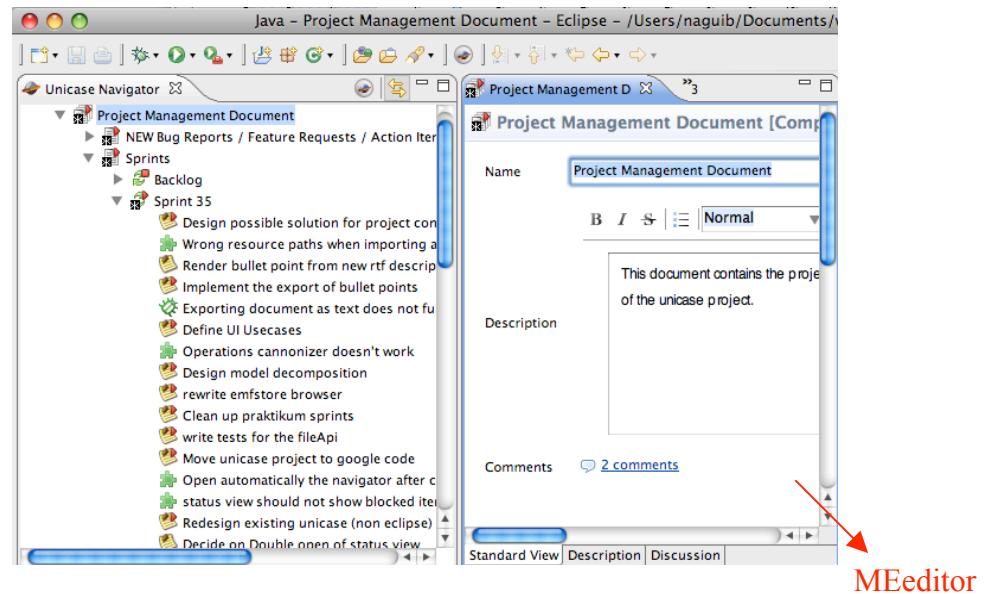 Java – Project Management Document – Eclipse – /Users/naguib/Documents/
Unicase Navigator
Project Management Document
NEW Bug Reports / Feature Requests / Action Iter
Sprints
Backlog
Sprint 35
Design possible solution for project con
Wrong resource paths when importing a
Render bullet point from new rtf descrip
Implement the export of bullet points
Exporting document as text does not fu
Define UI Usecases
Operations cannonizer doesn't work
Design model decomposition
rewrite emfstore browser
Clean up praktikum sprints
write tests for the fileApi
Move unicase project to google code
Open automatically the navigator after c
status view should not show blocked ite
Redesign existing unicase (non eclipse)
Decide on Double open of status view
Project Management D
»3
Project Management Document [Comp
Name
Project Management Document
B I S Normal
This document contains the proje
of the unicase project.
Description
Comments
2 comments
Standard View Description Discussion
MEeditor